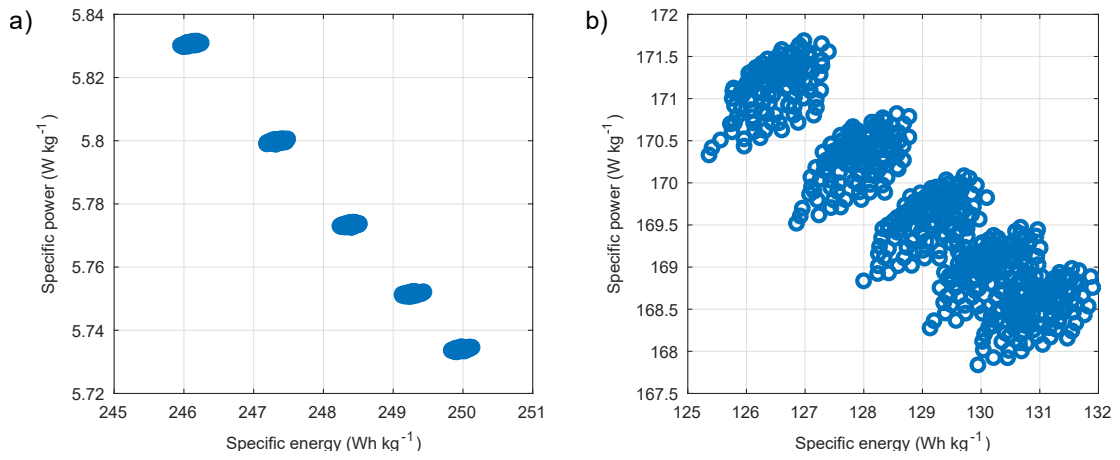 a)
5.84
5.82
5.8
5.78
5.76
5.74
5.72
Specific power (W kg⁻¹)
245 246 247 248 249 250 251
Specific energy (Wh kg⁻¹)
b)
172
171.5
171
170.5
170
169.5
169
168.5
168
167.5
Specific power (W kg⁻¹)
125 126 127 128 129 130 131 132
Specific energy (Wh kg⁻¹)